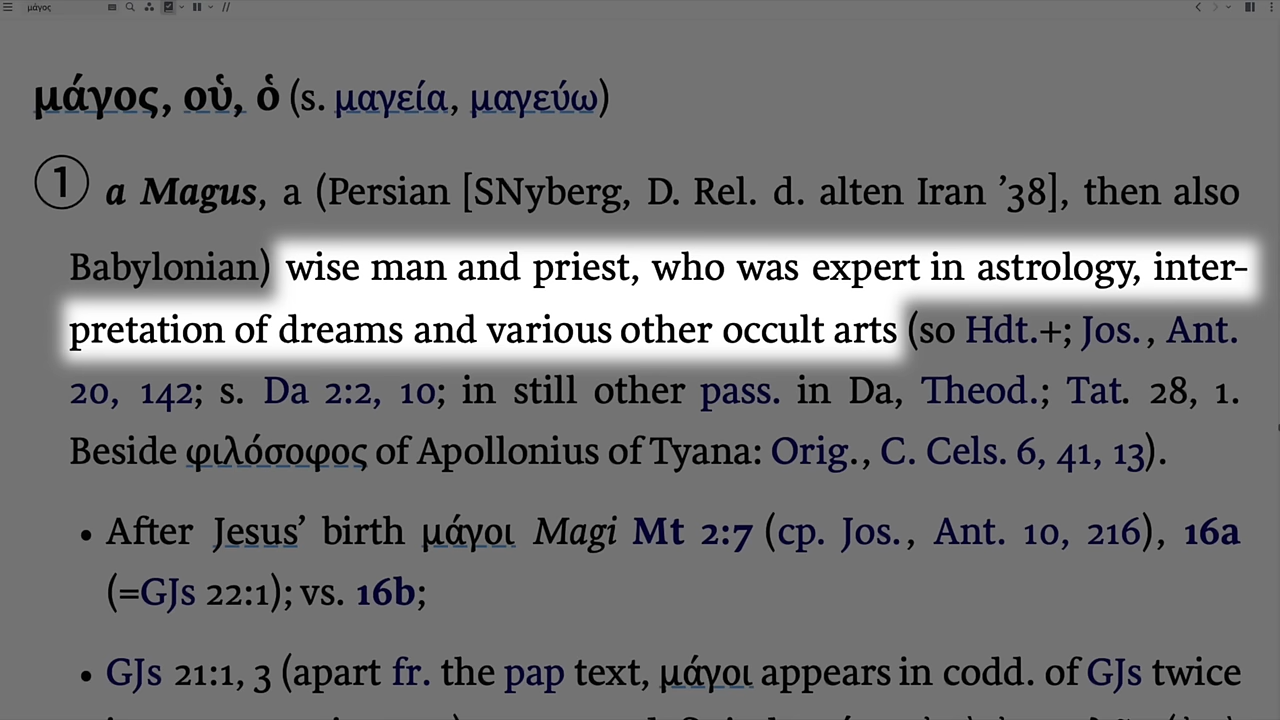 μάγος
μάγος, οὑ, ὁ (s. μαγεία, μαγεύω)
① a Magus, a (Persian [SNyberg, D. Rel. d. alten Iran ’38], then also
Babylonian) wise man and priest, who was expert in astrology, inter-
pretation of dreams and various other occult arts (so Hdt.+; Jos., Ant.
20, 142; s. Da 2:2, 10; in still other pass. in Da, Theod.; Tat. 28, 1.
Beside φιλόσοφος of Apollonius of Tyana: Orig., C. Cels. 6, 41, 13).
• After Jesus’ birth μάγοι Magi Mt 2:7 (cp. Jos., Ant. 10, 216), 16a
(=GJs 22:1); vs. 16b;
• GJs 21:1, 3 (apart fr. the pap text, μάγοι appears in codd. of GJs twice